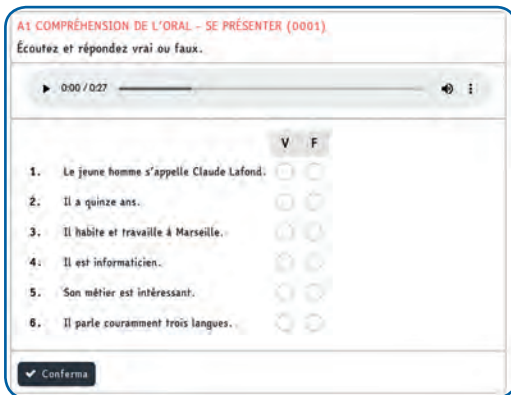 A1 COMPRÉHENSION DE L'ORAL – SE PRÉSENTER (0001)
Écoutez et répondez vrai ou faux.
0:00 / 0:27
V F
1. Le jeune homme s'appelle Claude Lafond.
2. Il a quinze ans.
3. Il habite et travaille à Marseille.
4. Il est informaticien.
5. Son métier est intéressant.
6. Il parle couramment trois langues.
Conferma